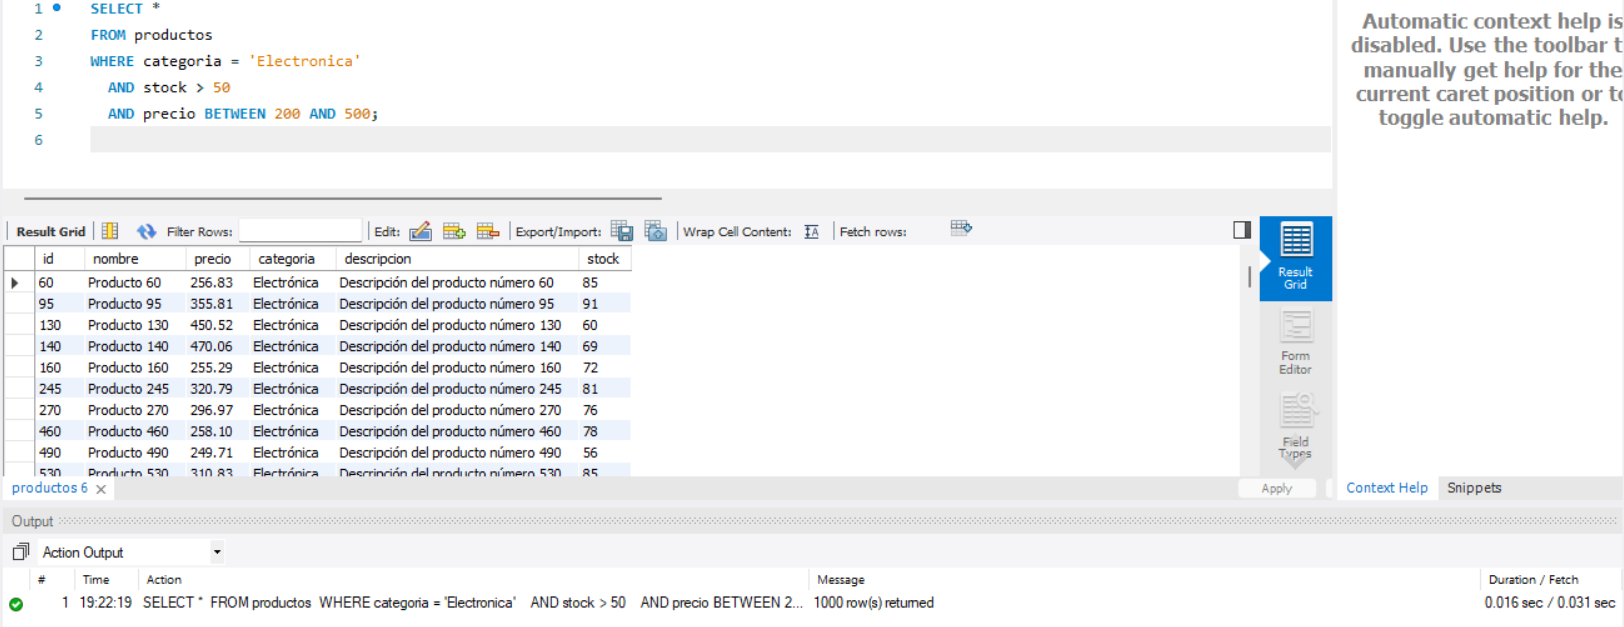 1 SELECT *
2 FROM productos
3 WHERE categoria = 'Electronica'
4 AND stock > 50
5 AND precio BETWEEN 200 AND 500;
6
Automatic context help is
disabled. Use the toolbar t
manually get help for the
current caret position or to
toggle automatic help.
Result Grid Filter Rows: Edit: Export/Import: Wrap Cell Content: Fetch rows:
id nombre precio categoria descripcion stock
60 Producto 60 256.83 Electrónica Descripción del producto número 60 85
95 Producto 95 355.81 Electrónica Descripción del producto número 95 91
130 Producto 130 450.52 Electrónica Descripción del producto número 130 60
140 Producto 140 470.06 Electrónica Descripción del producto número 140 69
160 Producto 160 255.29 Electrónica Descripción del producto número 160 72
245 Producto 245 320.79 Electrónica Descripción del producto número 245 81
270 Producto 270 296.97 Electrónica Descripción del producto número 270 76
460 Producto 460 258.10 Electrónica Descripción del producto número 460 78
490 Producto 490 249.71 Electrónica Descripción del producto número 490 56
530 Producto 530 310.83 Electrónica Descripción del producto número 530 85
Result
Grid
Form
Editor
Field
Types
productos 6
Apply
Context Help Snippets
Output
Action Output
# Time Action Message Duration / Fetch
1 19:22:19 SELECT * FROM productos WHERE categoria = 'Electronica' AND stock > 50 AND precio BETWEEN 2... 1000 row(s) returned 0.016 sec / 0.031 sec